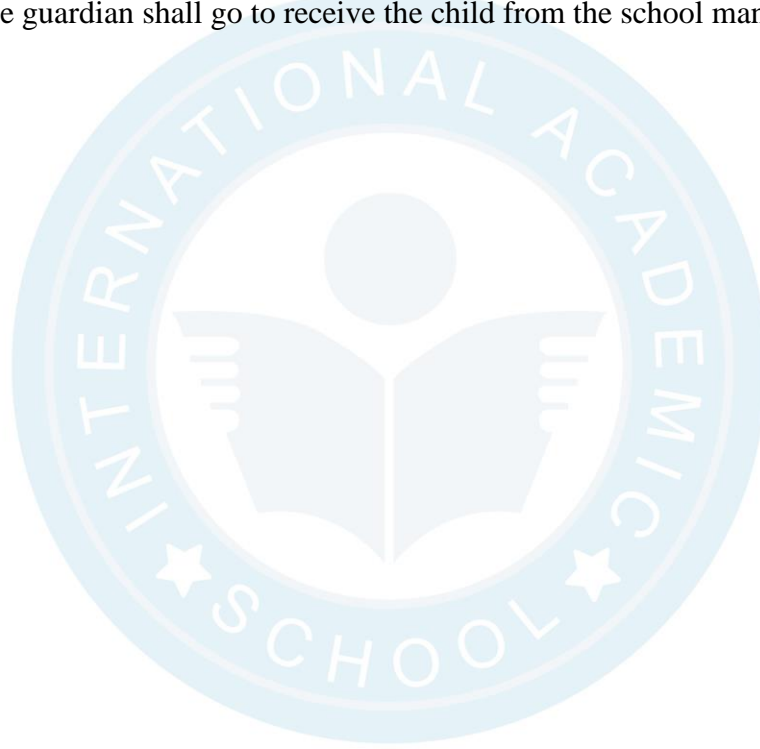 e guardian shall go to receive the child from the school mar
INTERNATIONAL ACADEMIC
SCHOOL